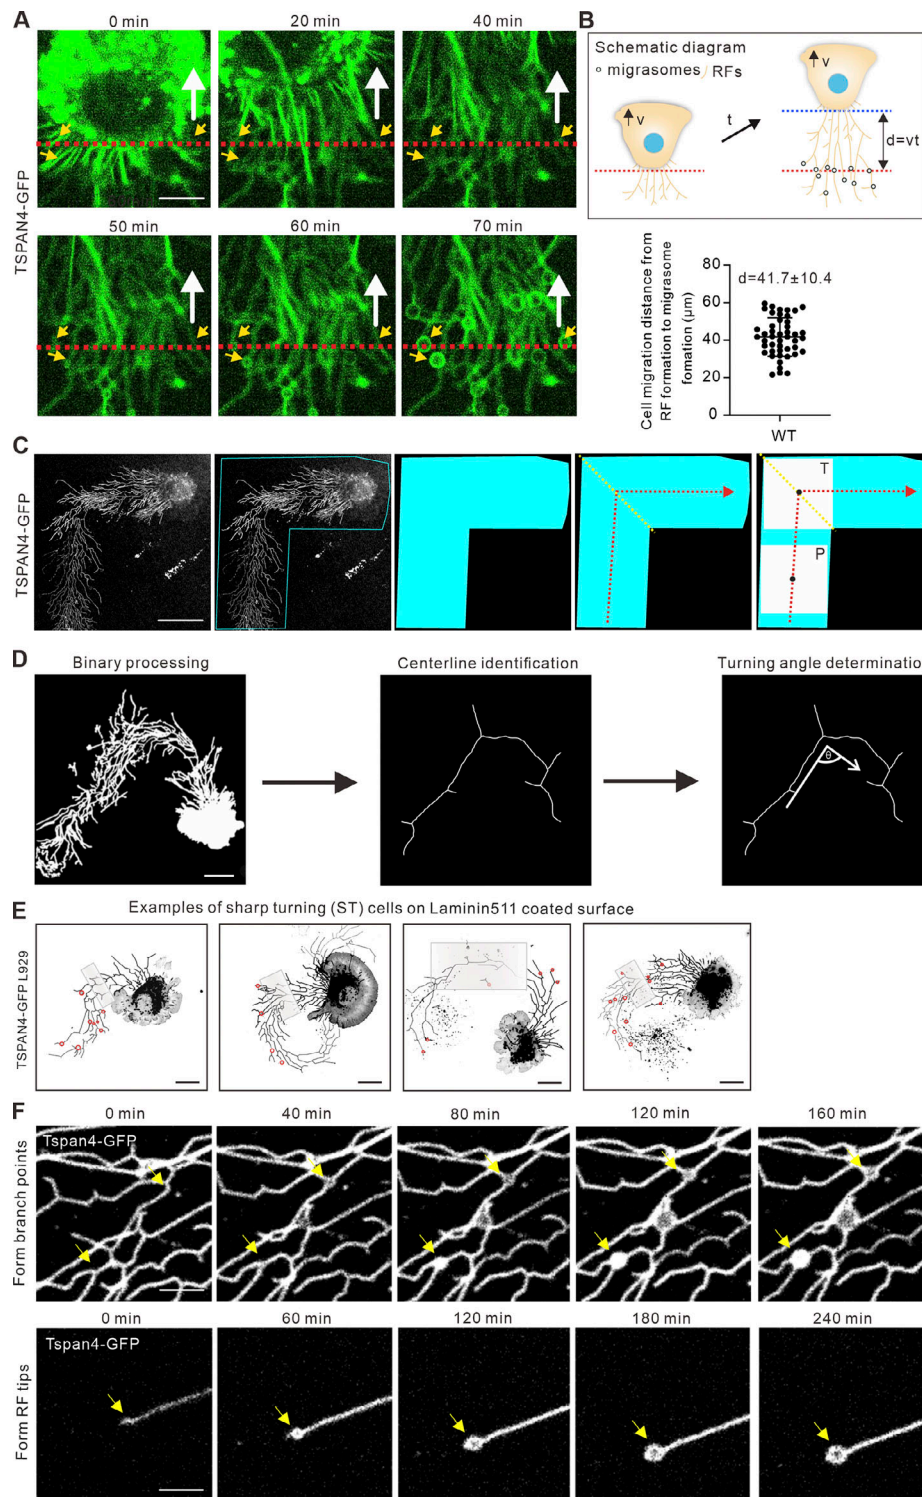 A
0 min
20 min
40 min
TSPAN4-GFP
50 min
60 min
70 min
B
Schematic diagram
migrasomes
RFs
v
t
v
d=vt
Cell migration distance from
RF formation to migrasome
fomation (μm)
80
60
40
20
0
d=41.7±10.4
WT
C
TSPAN4-GFP
T
P
D
Binary processing
Centerline identification
Turning angle determination
θ
E
Examples of sharp turning (ST) cells on Laminin511 coated surface
TSPAN4-GFP L929
F
0 min
40 min
80 min
120 min
160 min
Form branch points
Tspan4-GFP
0 min
60 min
120 min
180 min
240 min
Form RF tips
Tspan4-GFP